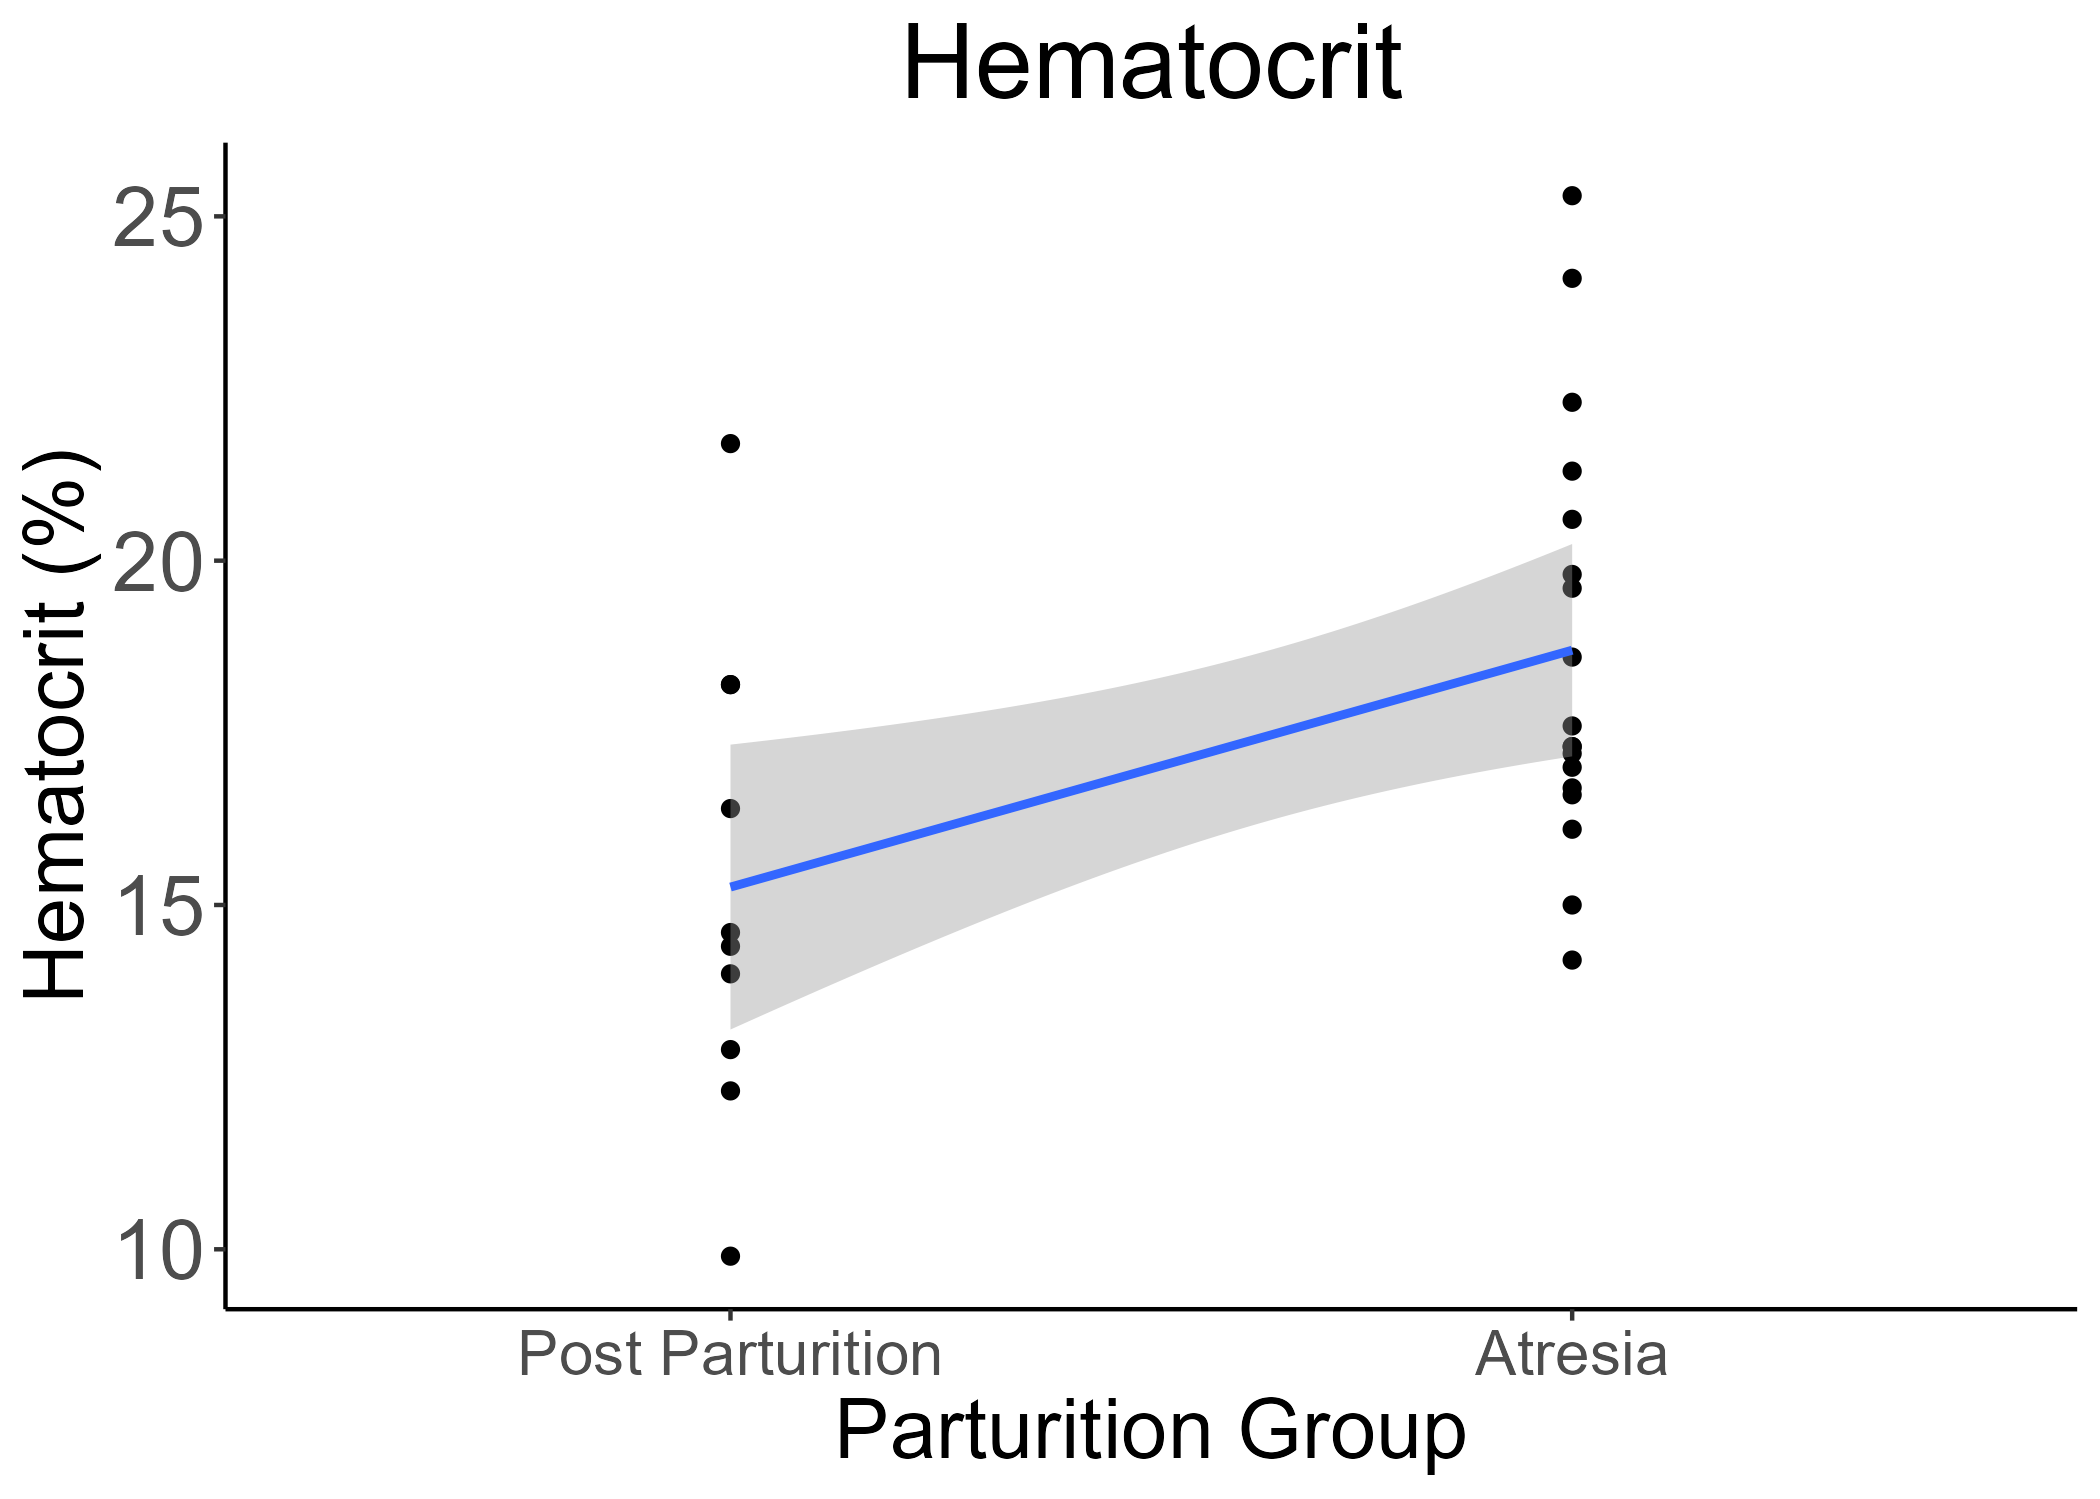 Hematocrit
Hematocrit (%)
25
20
15
10
Post Parturition
Atresia
Parturition Group